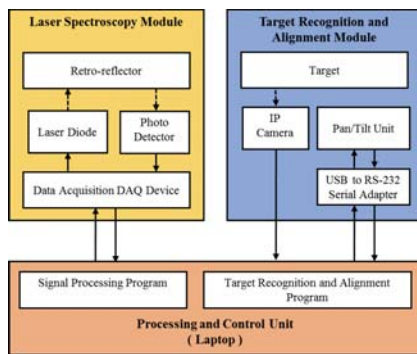 Laser Spectroscopy Module
Retro-reflector
Laser Diode
Photo
Detector
Data Acquisition DAQ Device
Target Recognition and
Alignment Module
Target
IP
Camera
Pan/Tilt Unit
USB to RS-232
Serial Adapter
Signal Processing Program
Target Recognition and Alignment
Program
Processing and Control Unit
( Laptop )